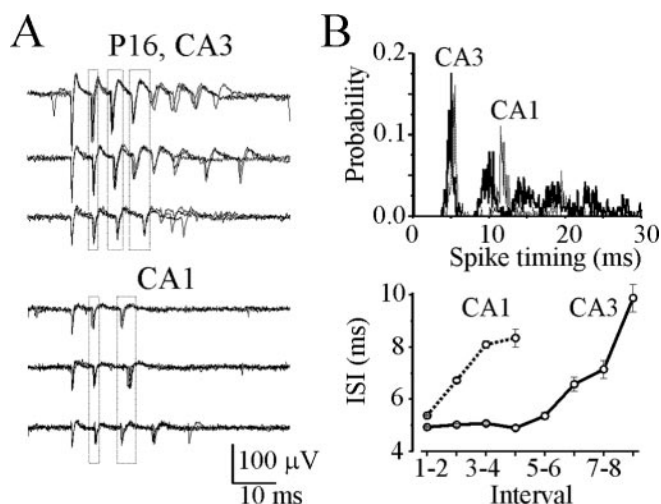 A
P16, CA3
CA1
100 μV
10 ms
B
Probability
0.2
0.1
0.0
CA3
CA1
0
10
20
30
Spike timing (ms)
ISI (ms)
10
8
6
4
CA1
CA3
1-2
3-4
5-6
7-8
Interval